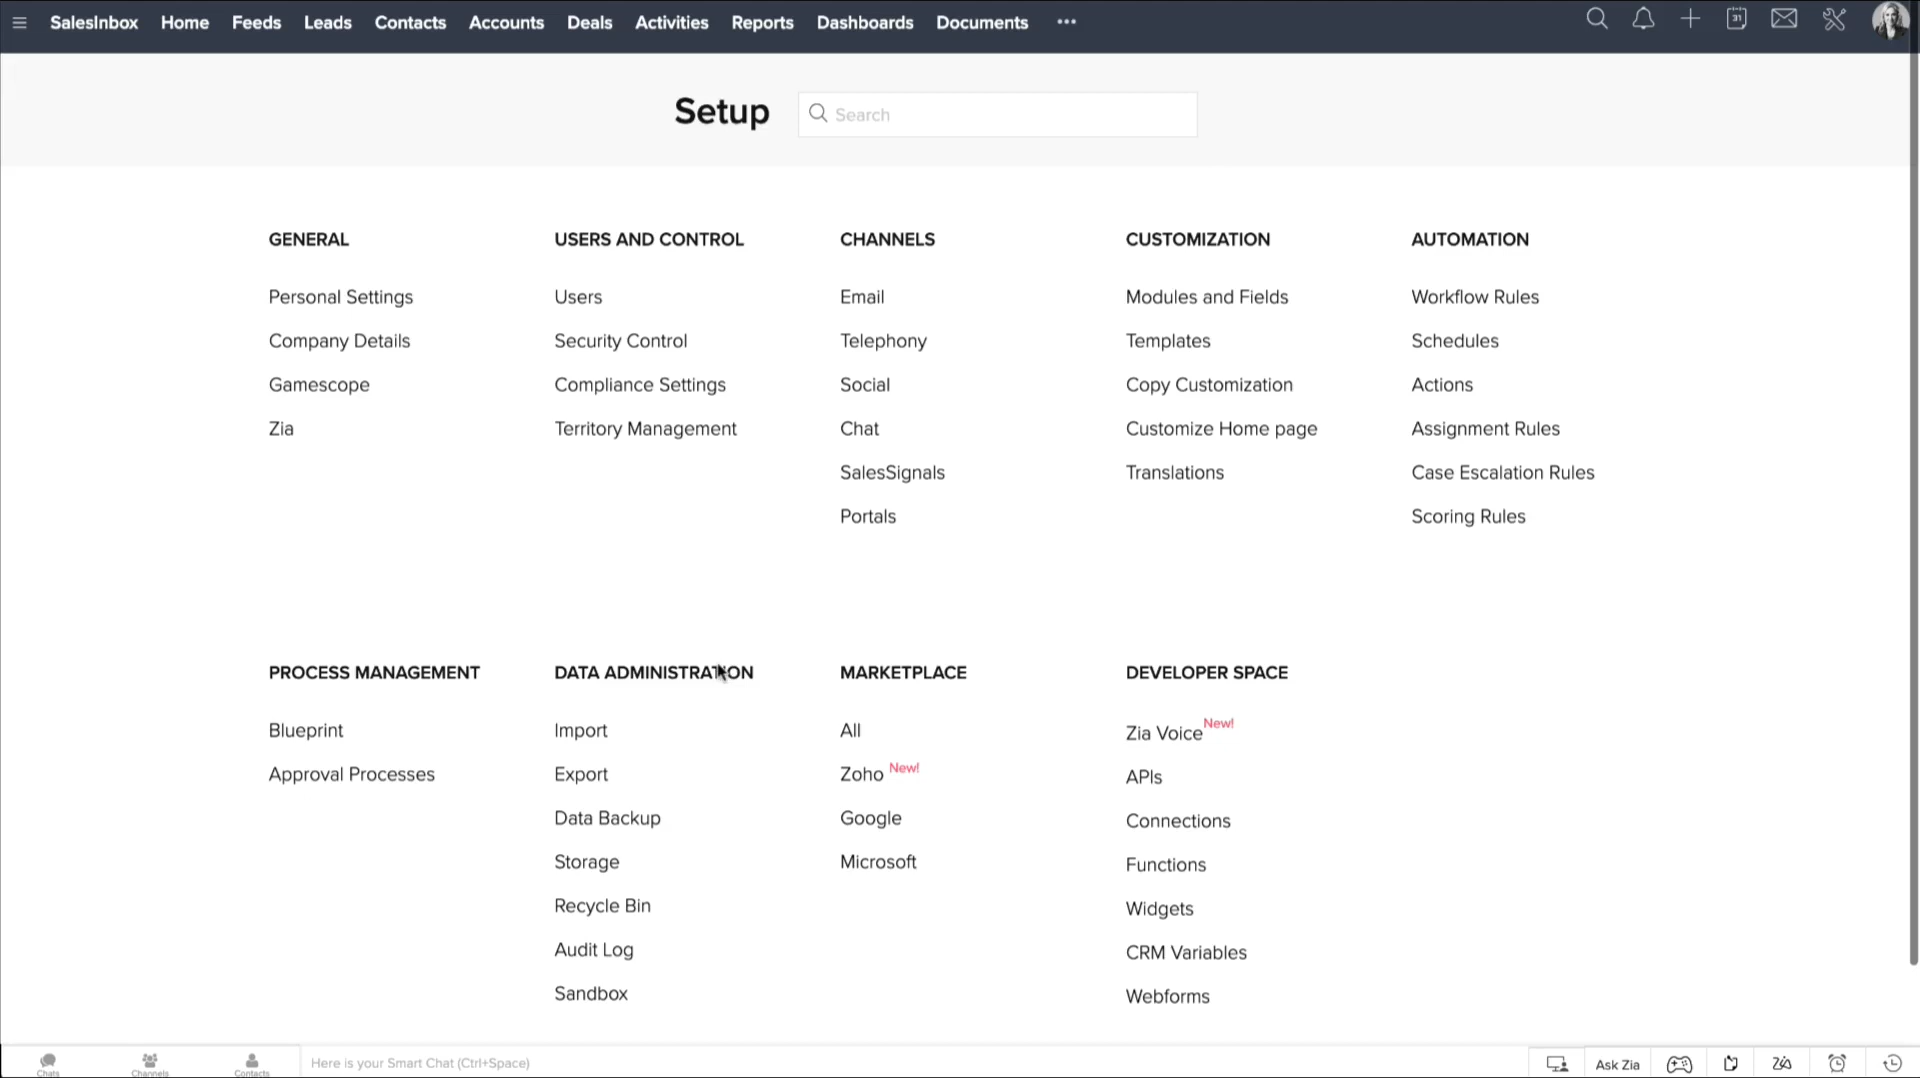 SalesInbox Home Feeds Leads Contacts Accounts Deals Activities Reports Dashboards Documents ••• 31
Setup Search
GENERAL
Personal Settings
Company Details
Gamescope
Zia
USERS AND CONTROL
Users
Security Control
Compliance Settings
Territory Management
CHANNELS
Email
Telephony
Social
Chat
SalesSignals
Portals
CUSTOMIZATION
Modules and Fields
Templates
Copy Customization
Customize Home page
Translations
AUTOMATION
Workflow Rules
Schedules
Actions
Assignment Rules
Case Escalation Rules
Scoring Rules
PROCESS MANAGEMENT
Blueprint
Approval Processes
DATA ADMINISTRATION
Import
Export
Data Backup
Storage
Recycle Bin
Audit Log
Sandbox
MARKETPLACE
All
Zoho New!
Google
Microsoft
DEVELOPER SPACE
Zia Voice New!
APIs
Connections
Functions
Widgets
CRM Variables
Webforms
Chats Channels Contacts Here is your Smart Chat (Ctrl+Space) Ask Zia